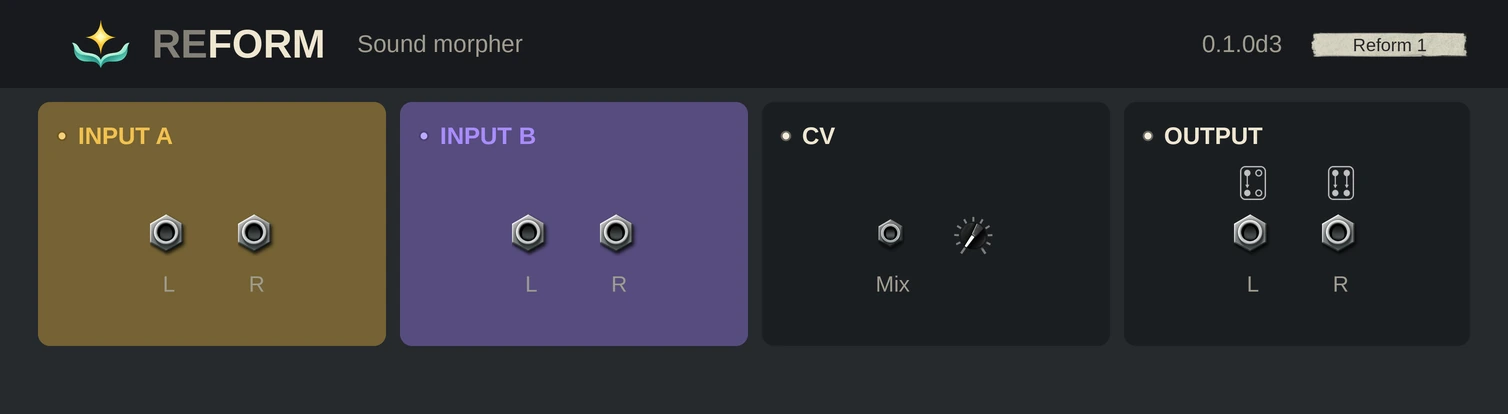 REFORM Sound morpher 0.1.0d3 Reform 1
INPUT A INPUT B CV OUTPUT
L R L R Mix L R